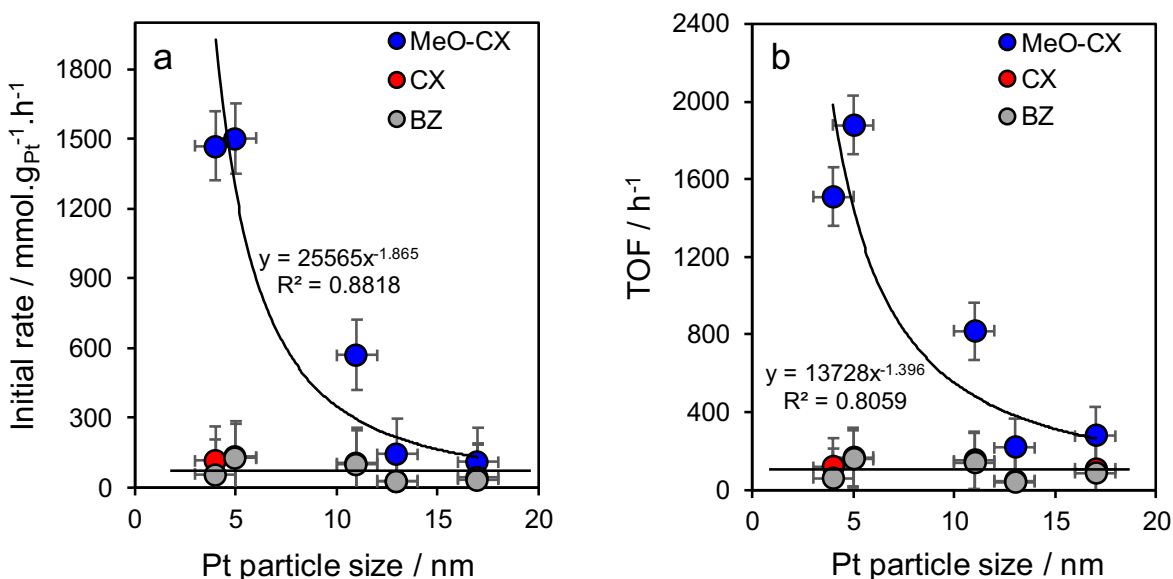 a
MeO-CX
CX
BZ
y = 25565x^-1.865
R² = 0.8818
Initial rate / mmol.g_Pt^-1.h^-1
1800
1500
1200
900
600
300
0
0
5
10
15
20
Pt particle size / nm
b
MeO-CX
CX
BZ
y = 13728x^-1.396
R² = 0.8059
TOF / h^-1
2400
2000
1600
1200
800
400
0
0
5
10
15
20
Pt particle size / nm